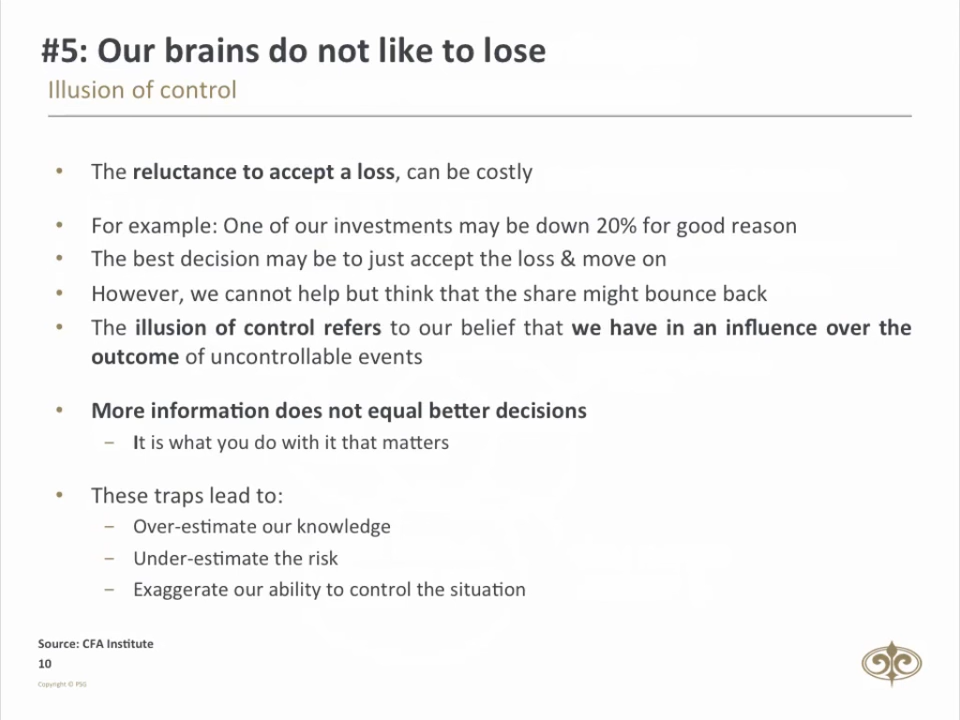 #5: Our brains do not like to lose
Illusion of control
• The reluctance to accept a loss, can be costly
• For example: One of our investments may be down 20% for good reason
• The best decision may be to just accept the loss & move on
• However, we cannot help but think that the share might bounce back
• The illusion of control refers to our belief that we have in an influence over the
outcome of uncontrollable events
• More information does not equal better decisions
– It is what you do with it that matters
• These traps lead to:
– Over-estimate our knowledge
– Under-estimate the risk
– Exaggerate our ability to control the situation
Source: CFA Institute
10
Copyright © PSG